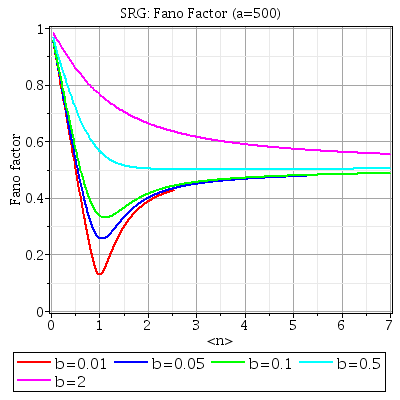 SRG: Fano Factor (a=500)
1
0.8
0.6
0.4
0.2
0
Fano factor
0 1 2 3 4 5 6 7
<n>
b=0.01 b=0.05 b=0.1 b=0.5
b=2